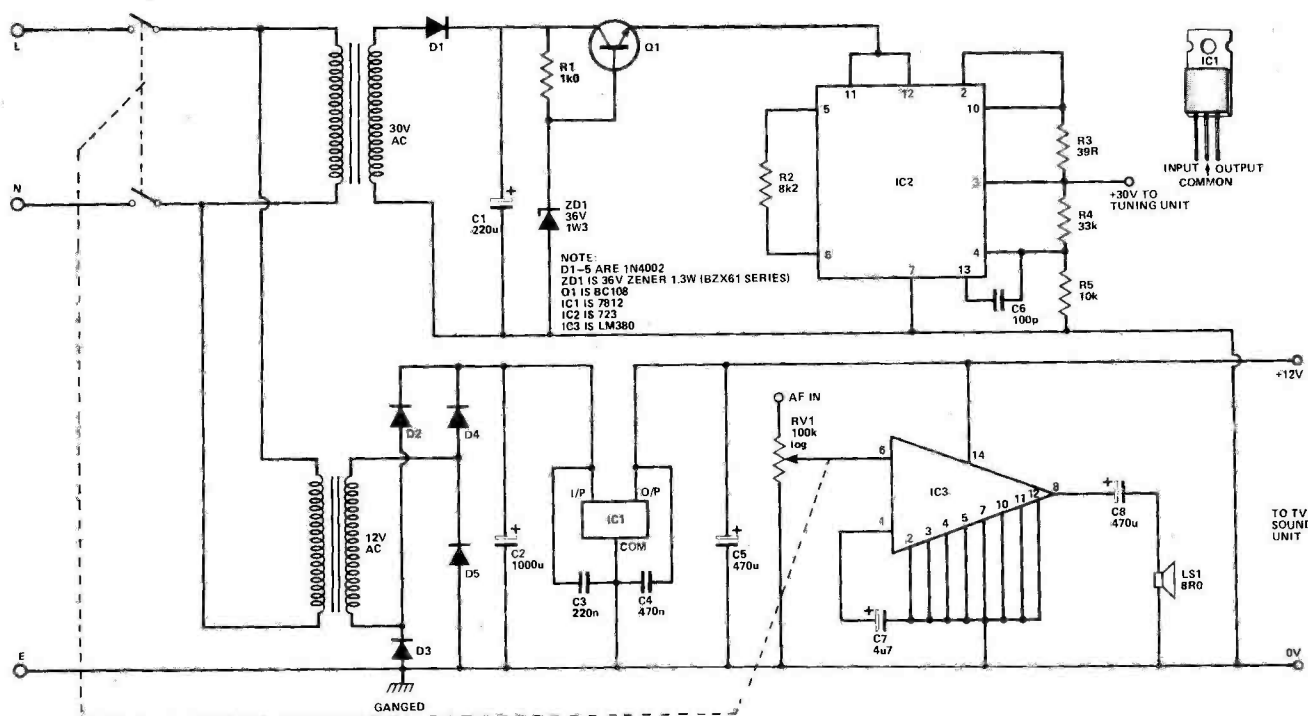 L
N
E
30V
AC
D1
R1
1k0
Q1
C1
220u
+
ZD1
36V
1W3
NOTE:
D1-5 ARE 1N4002
ZD1 IS 36V ZENER 1.3W (BZX61 SERIES)
Q1 IS BC108
IC1 IS 7812
IC2 IS 723
IC3 IS LM380
R2
8k2
5
6
11
12
2
10
3
4
13
7
IC2
C6
100p
R3
39R
R4
33k
R5
10k
+30V TO
TUNING UNIT
IC1
INPUT OUTPUT
COMMON
12V
AC
D2
D4
D5
D3
C2
1000u
+
I/P
O/P
IC1
COM
C3
220n
C4
470n
C5
470u
+
AF IN
RV1
100k
log
6
14
IC3
8
4
2
3
4
5
7
10
11
12
+
C7
4u7
+
C8
470u
LS1
8R0
+12V
TO TV
SOUND
UNIT
0V
GANGED